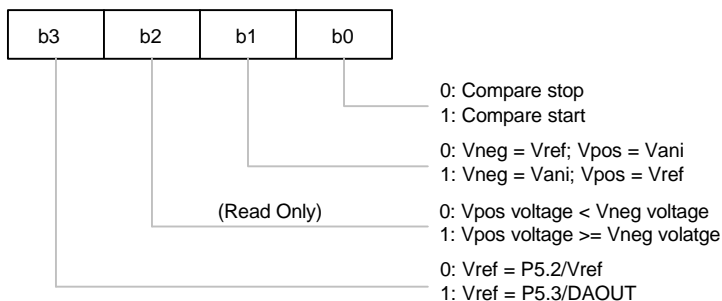 b3 b2 b1 b0
0: Compare stop
1: Compare start
0: Vneg = Vref; Vpos = Vani
1: Vneg = Vani; Vpos = Vref
(Read Only) 0: Vpos voltage < Vneg voltage
1: Vpos voltage >= Vneg volatge
0: Vref = P5.2/Vref
1: Vref = P5.3/DAOUT